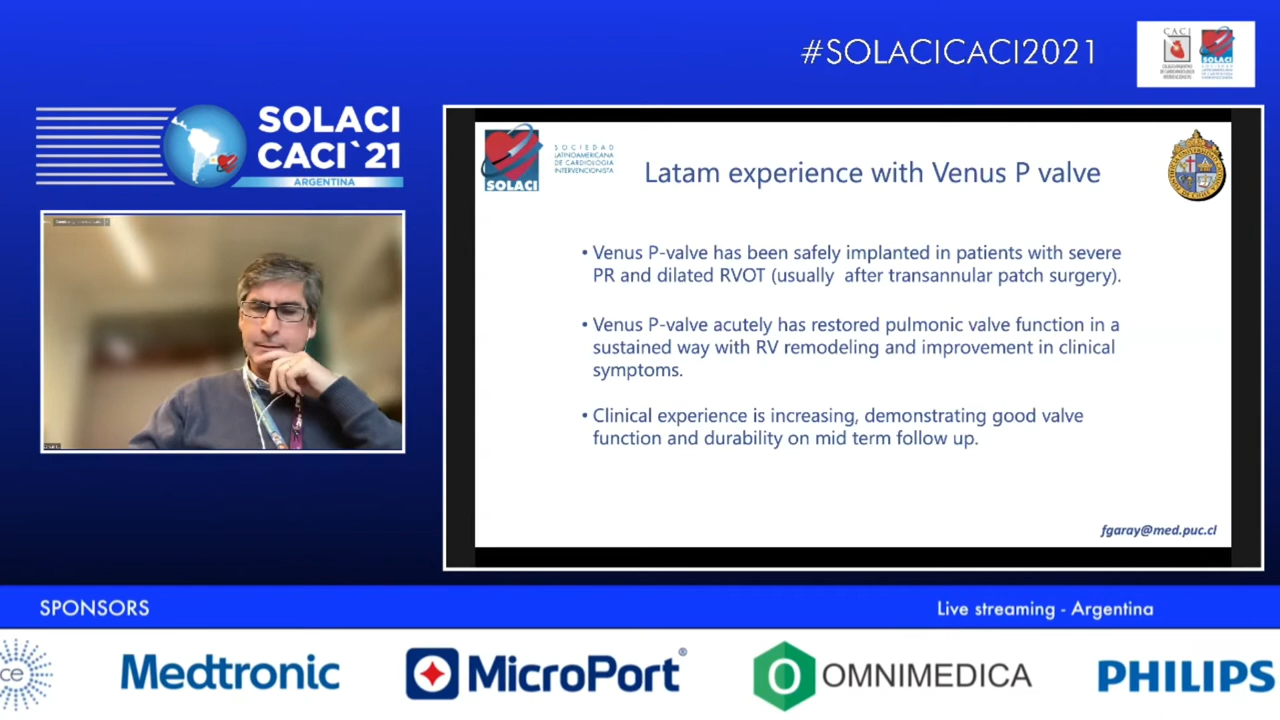 #SOLACICACI2021
CACI
SOLACI
SOLACI
CACI`21
ARGENTINA
SOLACI
SOCIEDAD
LATINOAMERICANA
DE CARDIOLOGIA
INTERVENCIONISTA
Latam experience with Venus P valve
• Venus P-valve has been safely implanted in patients with severe
PR and dilated RVOT (usually after transannular patch surgery).
• Venus P-valve acutely has restored pulmonic valve function in a
sustained way with RV remodeling and improvement in clinical
symptoms.
• Clinical experience is increasing, demonstrating good valve
function and durability on mid term follow up.
fgaray@med.puc.cl
SPONSORS
Live streaming - Argentina
ce
Medtronic
MicroPort®
OMNIMEDICA
PHILIPS